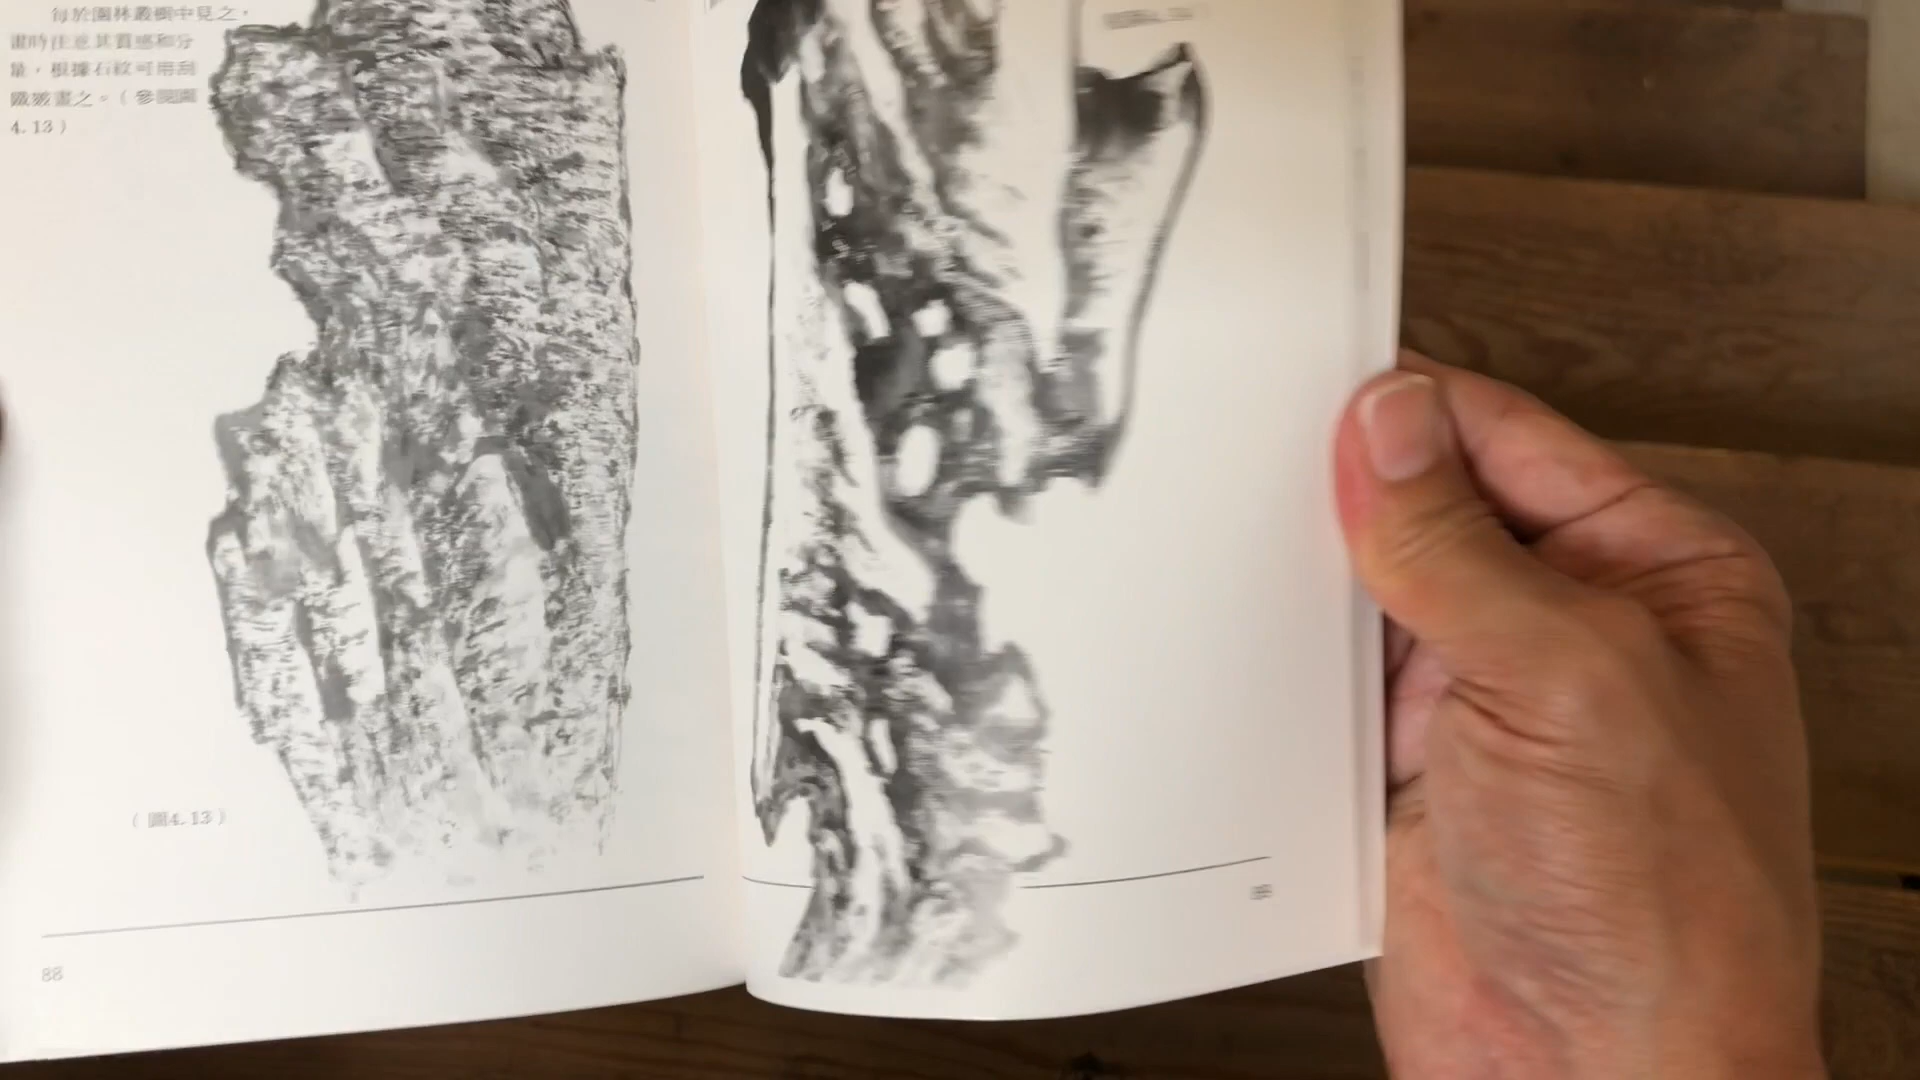 每於園林叢樹中見之，
畫時注意其質感和分
量，根據石紋可用刮
鐵皴畫之。（參閱圖
4.13）
（圖4.13）
88
89